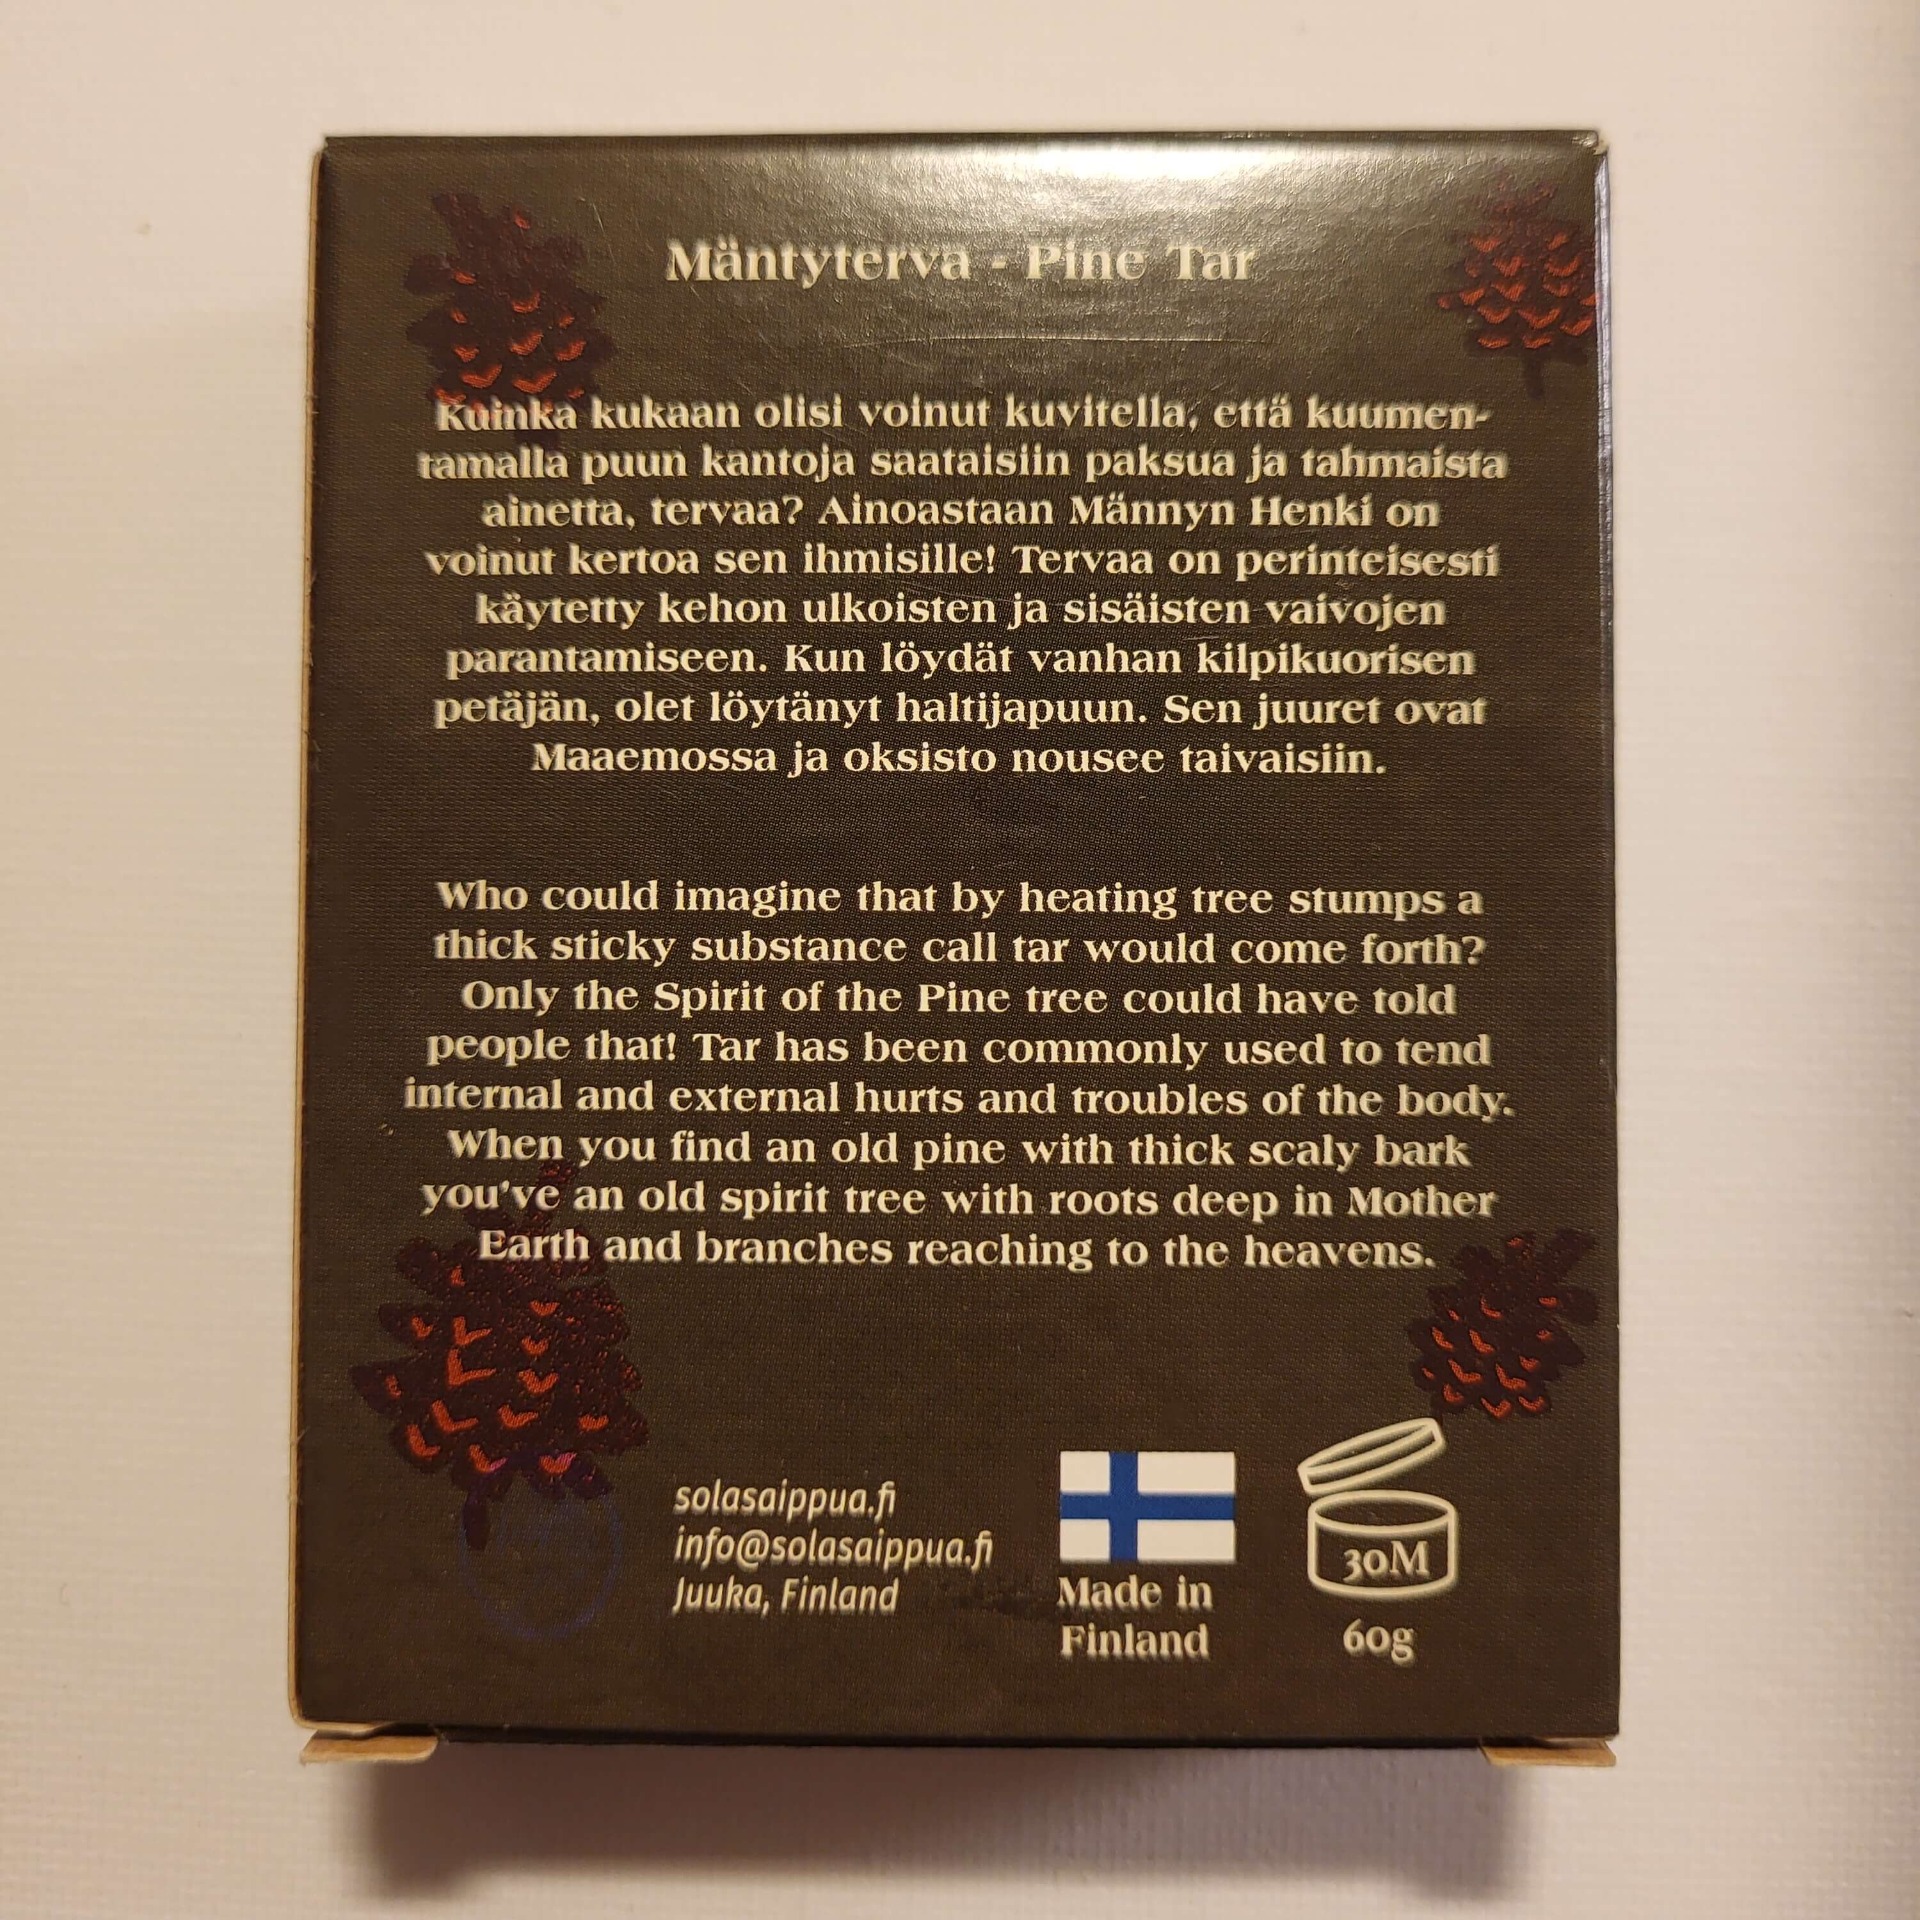 Mäntyterva - Pine Tar
Kuinka kukaan olisi voinut kuvitella, että kuumen-
tamalla puun kantoja saataisiin paksua ja tahmaista
ainetta, tervaa? Ainoastaan Männyn Henki on
voinut kertoa sen ihmisille! Tervaa on perinteisesti
käytetty kehon ulkoisten ja sisäisten vaivojen
parantamiseen. Kun löydät vanhan kilpikuorisen
petäjän, olet löytänyt haltijapuun. Sen juuret ovat
Maaemossa ja oksisto nousee taivaisiin.
Who could imagine that by heating tree stumps a
thick sticky substance call tar would come forth?
Only the Spirit of the Pine tree could have told
people that! Tar has been commonly used to tend
internal and external hurts and troubles of the body.
When you find an old pine with thick scaly bark
you've an old spirit tree with roots deep in Mother
Earth and branches reaching to the heavens.
solasaippua.fi
info@solasaippua.fi
Juuka, Finland
Made in
Finland
30M
60g